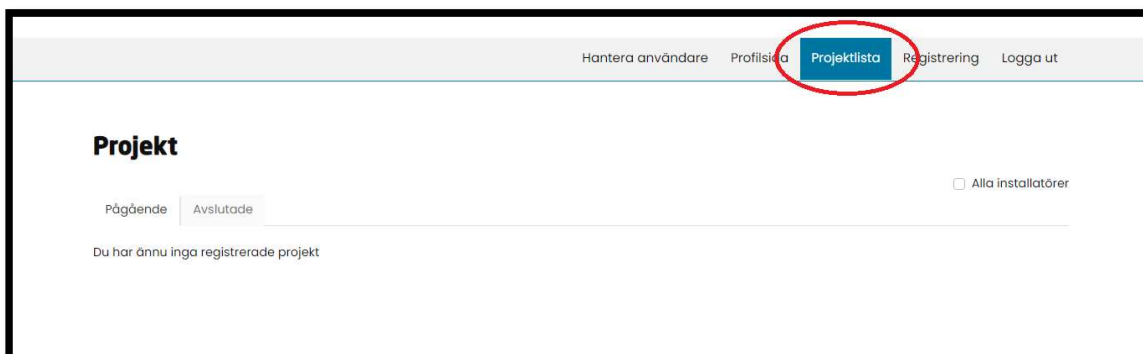 Hantera användare Profilsida Projektlista Registrering Logga ut
Projekt
Alla installatörer
Pågående Avslutade
Du har ännu inga registrerade projekt